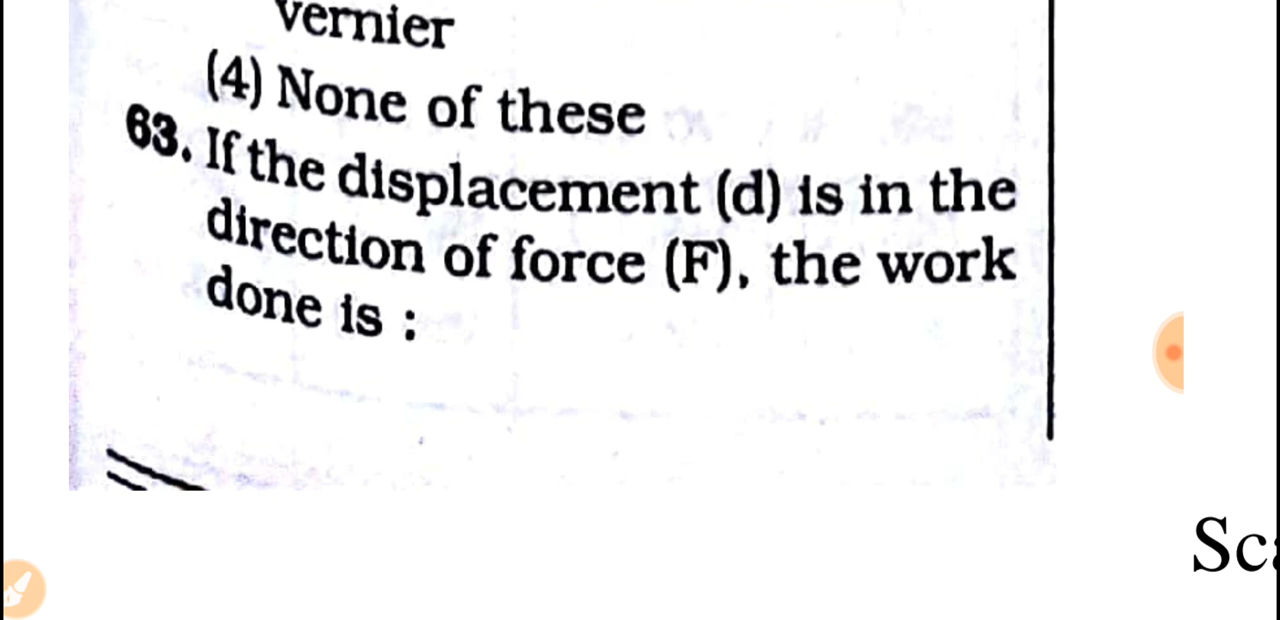 vernier
(4) None of these
63. If the displacement (d) is in the
direction of force (F), the work
done is :